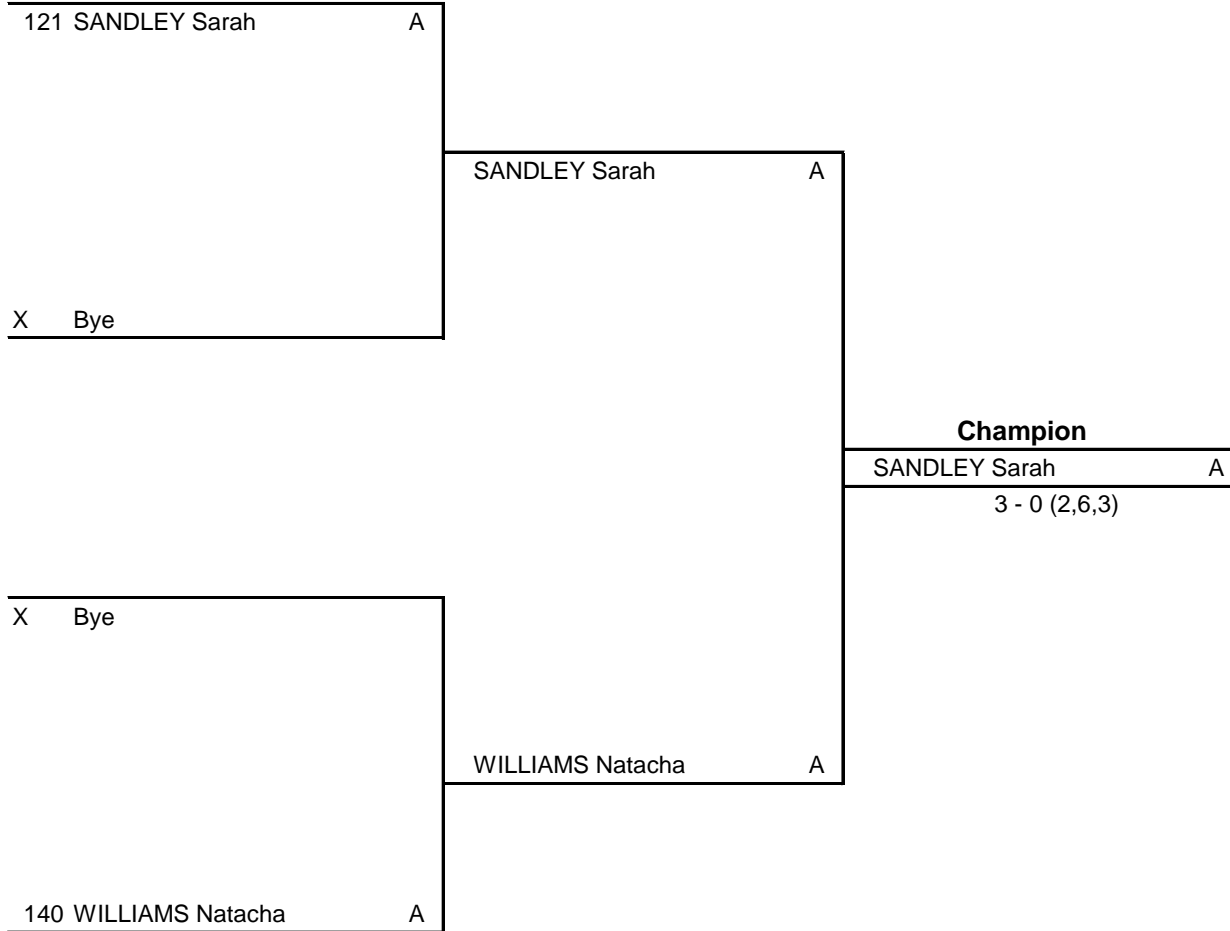 121 SANDLEY Sarah A
SANDLEY Sarah A
X Bye
Champion
SANDLEY Sarah A
3 - 0 (2,6,3)
X Bye
WILLIAMS Natacha A
140 WILLIAMS Natacha A